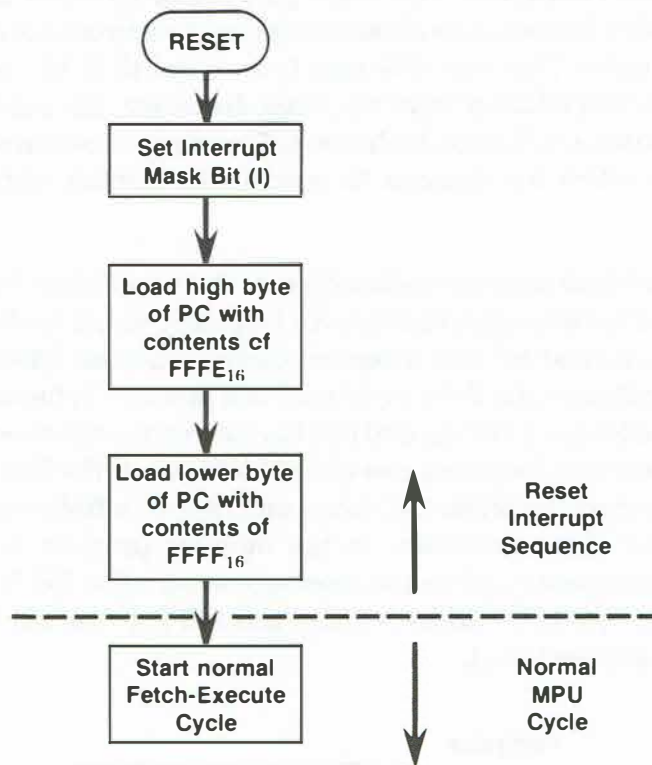 RESET
Set Interrupt
Mask Bit (I)
Load high byte
of PC with
contents cf
FFFE₁₆
Load lower byte
of PC with
contents of
FFFF₁₆
Reset
Interrupt
Sequence
Start normal
Fetch-Execute
Cycle
Normal
MPU
Cycle